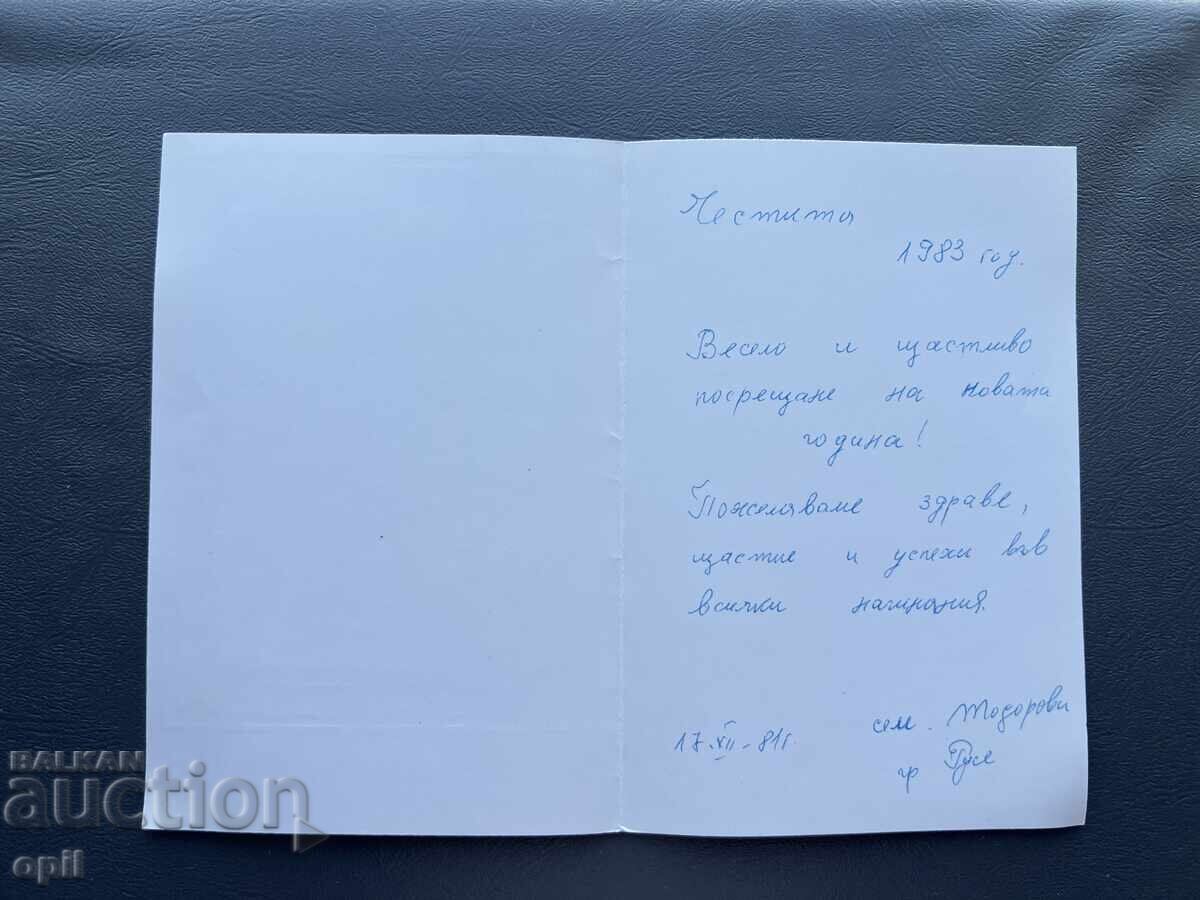 Честита
1983 год.
Весело и щастливо
посрещане на новата
година!
Пожелаваме здраве,
щастие и успехи във
всички начинания.
17.XII.-81г.
сем. Тодорови
гр Русе
BALKAN
auction
opil